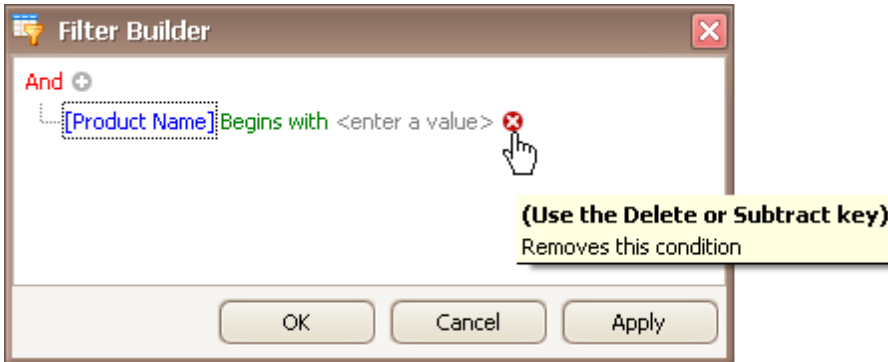 Filter Builder
And
[Product Name] Begins with <enter a value>
(Use the Delete or Subtract key)
Removes this condition
OK Cancel Apply